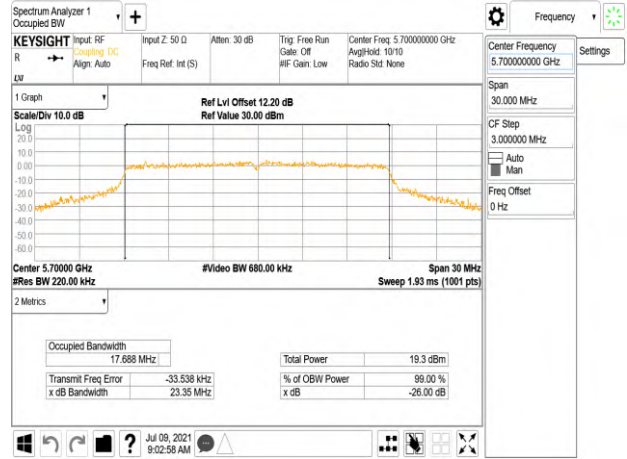 Spectrum Analyzer 1
Occupied BW
KEYSIGHT
R
LXI
Input: RF
Coupling: DC
Align: Auto
Input Z: 50 Ω
Freq Ref: Int (S)
Atten: 30 dB
Trig: Free Run
Gate: Off
#IF Gain: Low
Center Freq: 5.700000000 GHz
Avg|Hold: 10/10
Radio Std: None
1 Graph
Scale/Div 10.0 dB
Ref Lvl Offset 12.20 dB
Ref Value 30.00 dBm
Log
20.0
10.0
0.00
-10.0
-20.0
-30.0
-40.0
-50.0
-60.0
Center 5.70000 GHz
#Res BW 220.00 kHz
#Video BW 680.00 kHz
Span 30 MHz
Sweep 1.93 ms (1001 pts)
2 Metrics
Occupied Bandwidth
17.688 MHz
Transmit Freq Error -33.538 kHz
x dB Bandwidth 23.35 MHz
Total Power 19.3 dBm
% of OBW Power 99.00 %
x dB -26.00 dB
Jul 09, 2021
9:02:58 AM
Frequency
Center Frequency
5.700000000 GHz
Settings
Span
30.000 MHz
CF Step
3.000000 MHz
Auto
Man
Freq Offset
0 Hz